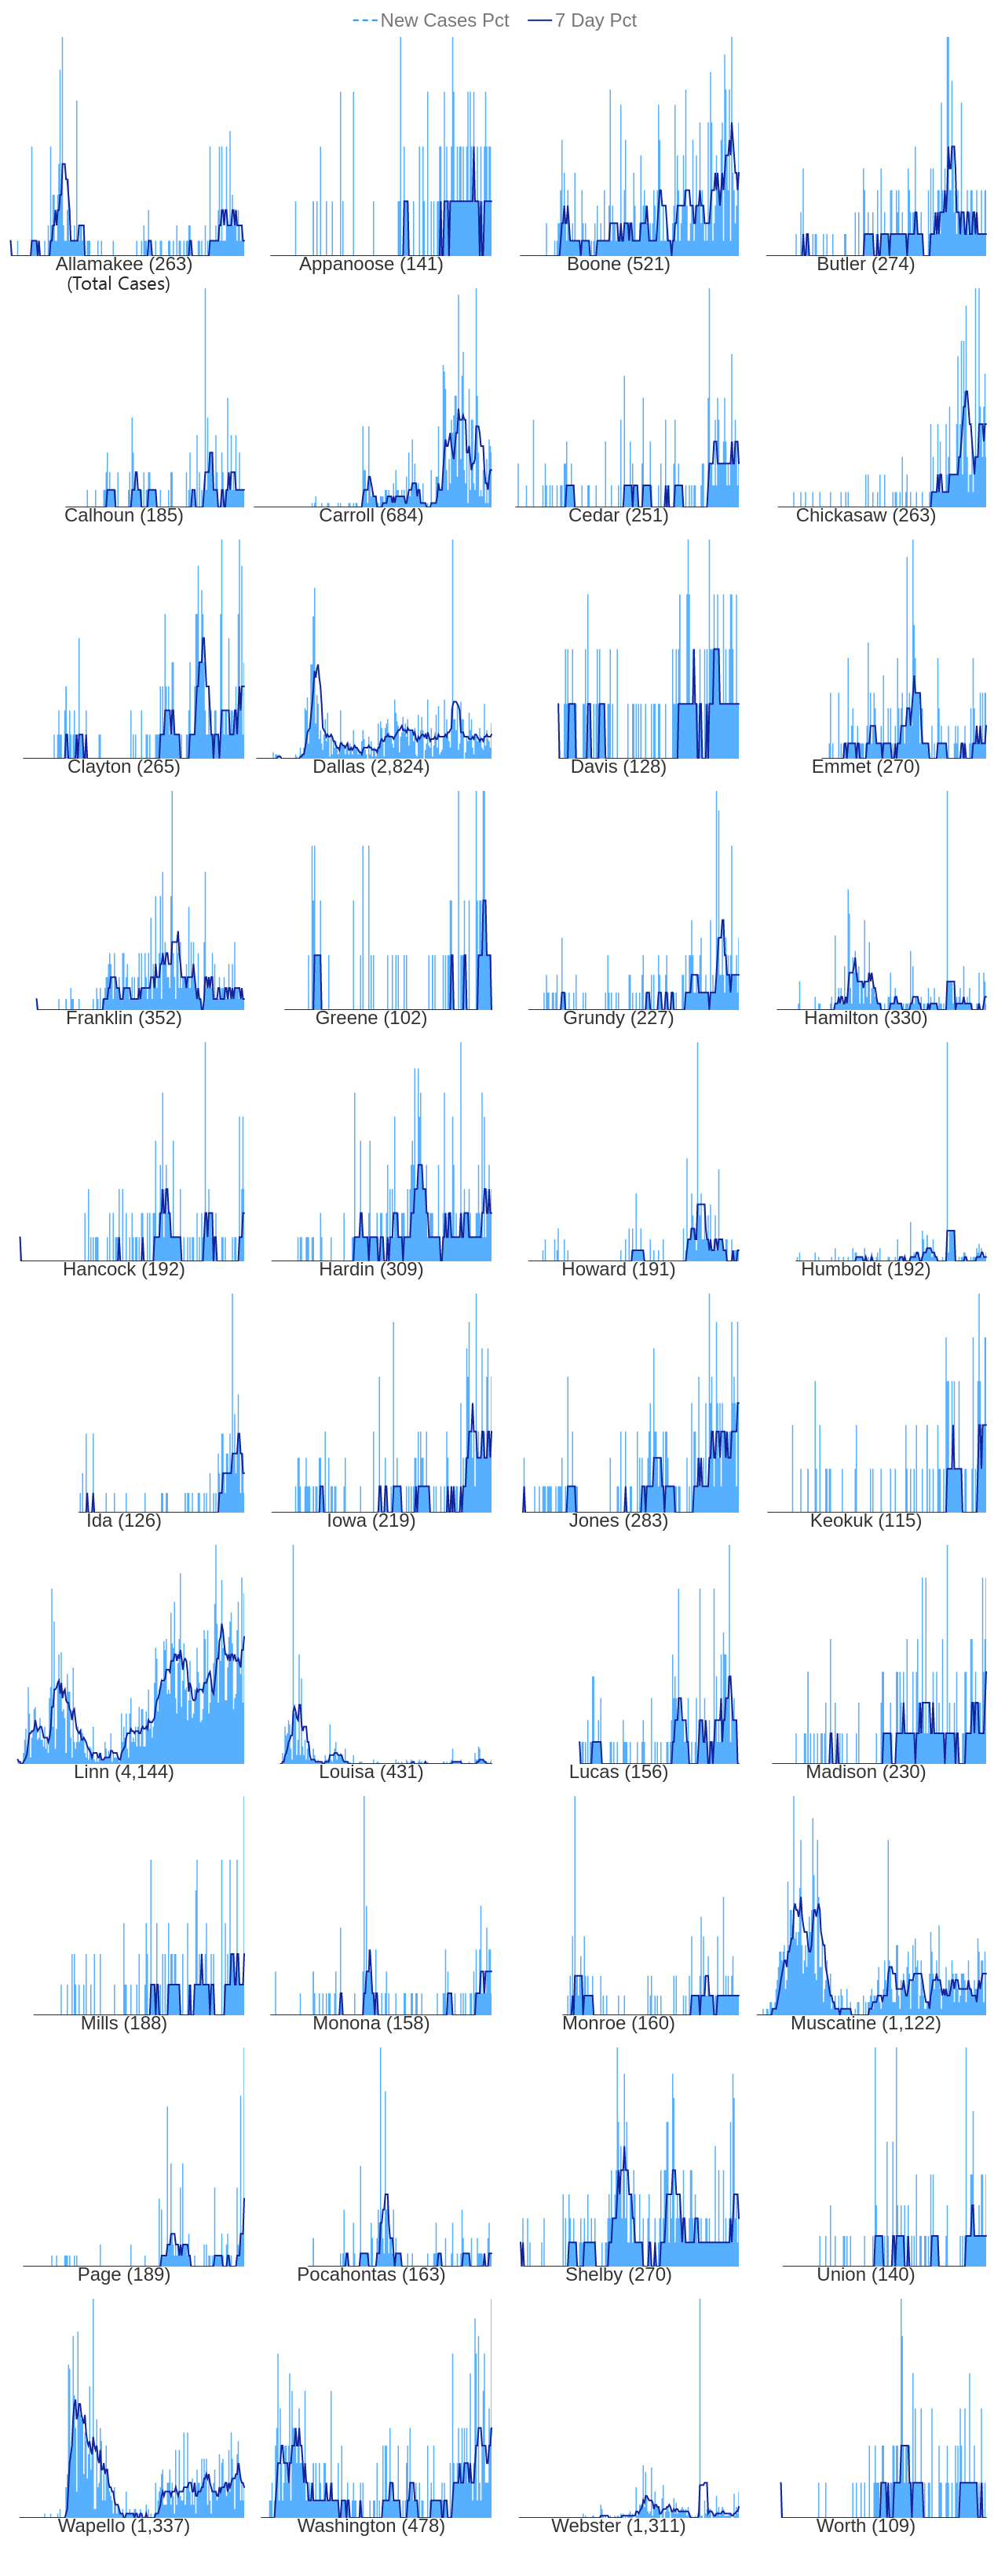 New Cases Pct 7 Day Pct
Allamakee (263) Appanoose (141) Boone (521) Butler (274)
(Total Cases)
Calhoun (185) Carroll (684) Cedar (251) Chickasaw (263)
Clayton (265) Dallas (2,824) Davis (128) Emmet (270)
Franklin (352) Greene (102) Grundy (227) Hamilton (330)
Hancock (192) Hardin (309) Howard (191) Humboldt (192)
Ida (126) Iowa (219) Jones (283) Keokuk (115)
Linn (4,144) Louisa (431) Lucas (156) Madison (230)
Mills (188) Monona (158) Monroe (160) Muscatine (1,122)
Page (189) Pocahontas (163) Shelby (270) Union (140)
Wapello (1,337) Washington (478) Webster (1,311) Worth (109)